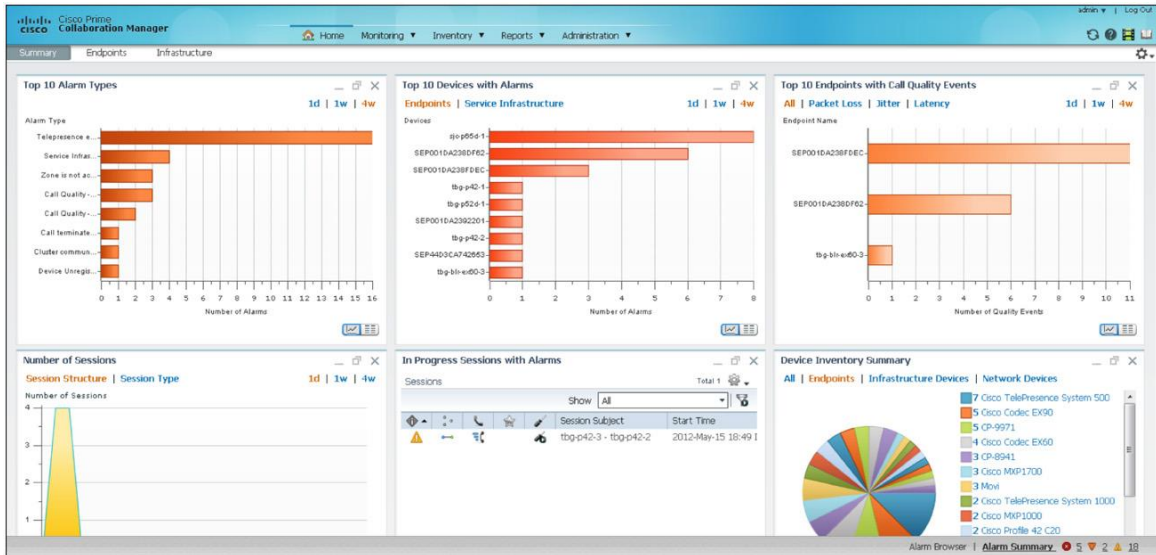 admin | Log Out
cisco Cisco Prime Collaboration Manager
Home Monitoring Inventory Reports Administration
Summary Endpoints Infrastructure
Top 10 Alarm Types
1d | 1w | 4w
Alarm Type
Telepresence e...
Service Infras...
Zone is not ac...
Call Quality-...
Call Quality-...
Call terminate...
Cluster commun...
Device Unregis...
0 1 2 3 4 5 6 7 8 9 10 11 12 13 14 15 16
Number of Alarms
Top 10 Devices with Alarms
Endpoints | Service Infrastructure 1d | 1w | 4w
Devices
sjo-p65d-1
SEP001DA238DF62
SEP001DA238FDEC
tbg-p42-1
tbg-p52d-1
SEP001DA2392201
tbg-p42-2
SEP44D3CA742653
tbg-blr-ex60-3
0 1 2 3 4 5 6 7 8
Number of Alarms
Top 10 Endpoints with Call Quality Events
All | Packet Loss | Jitter | Latency 1d | 1w | 4w
Endpoint Name
SEP001DA238FDEC
SEP001DA238DF62
tbg-blr-ex60-3
0 1 2 3 4 5 6 7 8 9 10 11
Number of Quality Events
Number of Sessions
Session Structure | Session Type 1d | 1w | 4w
Number of Sessions
4
3
2
1
In Progress Sessions with Alarms
Sessions Total 1
Show All
Session Subject Start Time
tbg-p42-3 - tbg-p42-2 2012-May-15 18:49 I
Device Inventory Summary
All | Endpoints | Infrastructure Devices | Network Devices
7 Cisco TelePresence System 500
5 Cisco Codec EX90
5 CP-9971
4 Cisco Codec EX60
3 CP-8941
3 Cisco MXP1700
3 Movi
2 Cisco TelePresence System 1000
2 Cisco MXP1000
2 Cisco Profile 42 C20
Alarm Browser | Alarm Summary 5 2 18